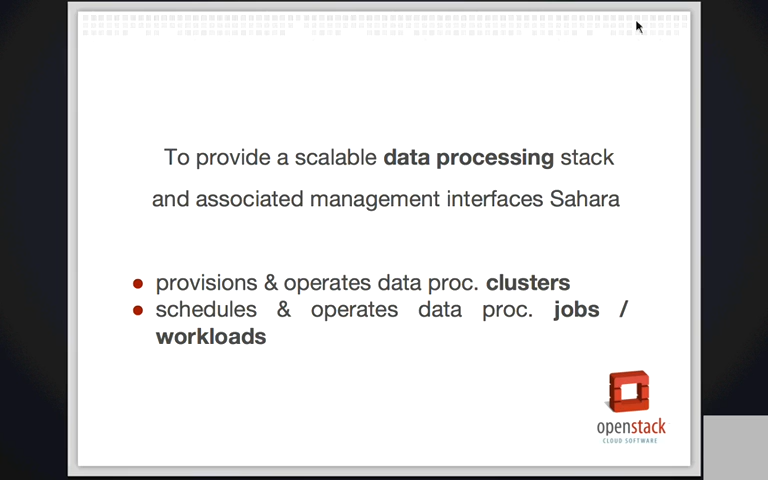 To provide a scalable data processing stack
and associated management interfaces Sahara
provisions & operates data proc. clusters
schedules & operates data proc. jobs /
workloads
openstack
CLOUD SOFTWARE